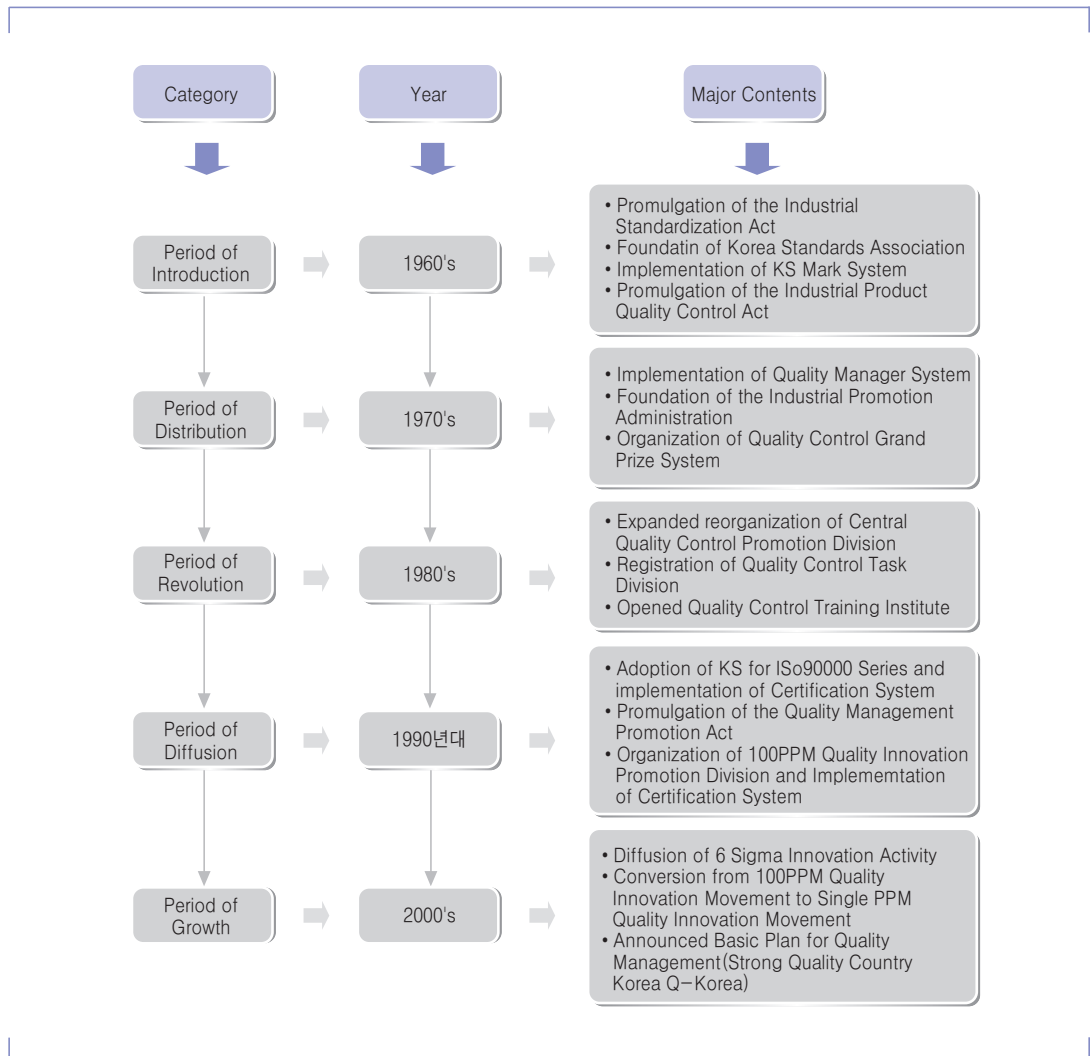 Category
Year
Major Contents
Period of
Introduction
1960's
• Promulgation of the Industrial
Standardization Act
• Foundatin of Korea Standards Association
• Implementation of KS Mark System
• Promulgation of the Industrial Product
Quality Control Act
Period of
Distribution
1970's
• Implementation of Quality Manager System
• Foundation of the Industrial Promotion
Administration
• Organization of Quality Control Grand
Prize System
Period of
Revolution
1980's
• Expanded reorganization of Central
Quality Control Promotion Division
• Registration of Quality Control Task
Division
• Opened Quality Control Training Institute
Period of
Diffusion
1990년대
• Adoption of KS for ISo90000 Series and
implementation of Certification System
• Promulgation of the Quality Management
Promotion Act
• Organization of 100PPM Quality Innovation
Promotion Division and Implememtation
of Certification System
Period of
Growth
2000's
• Diffusion of 6 Sigma Innovation Activity
• Conversion from 100PPM Quality
Innovation Movement to Single PPM
Quality Innovation Movement
• Announced Basic Plan for Quality
Management(Strong Quality Country
Korea Q-Korea)